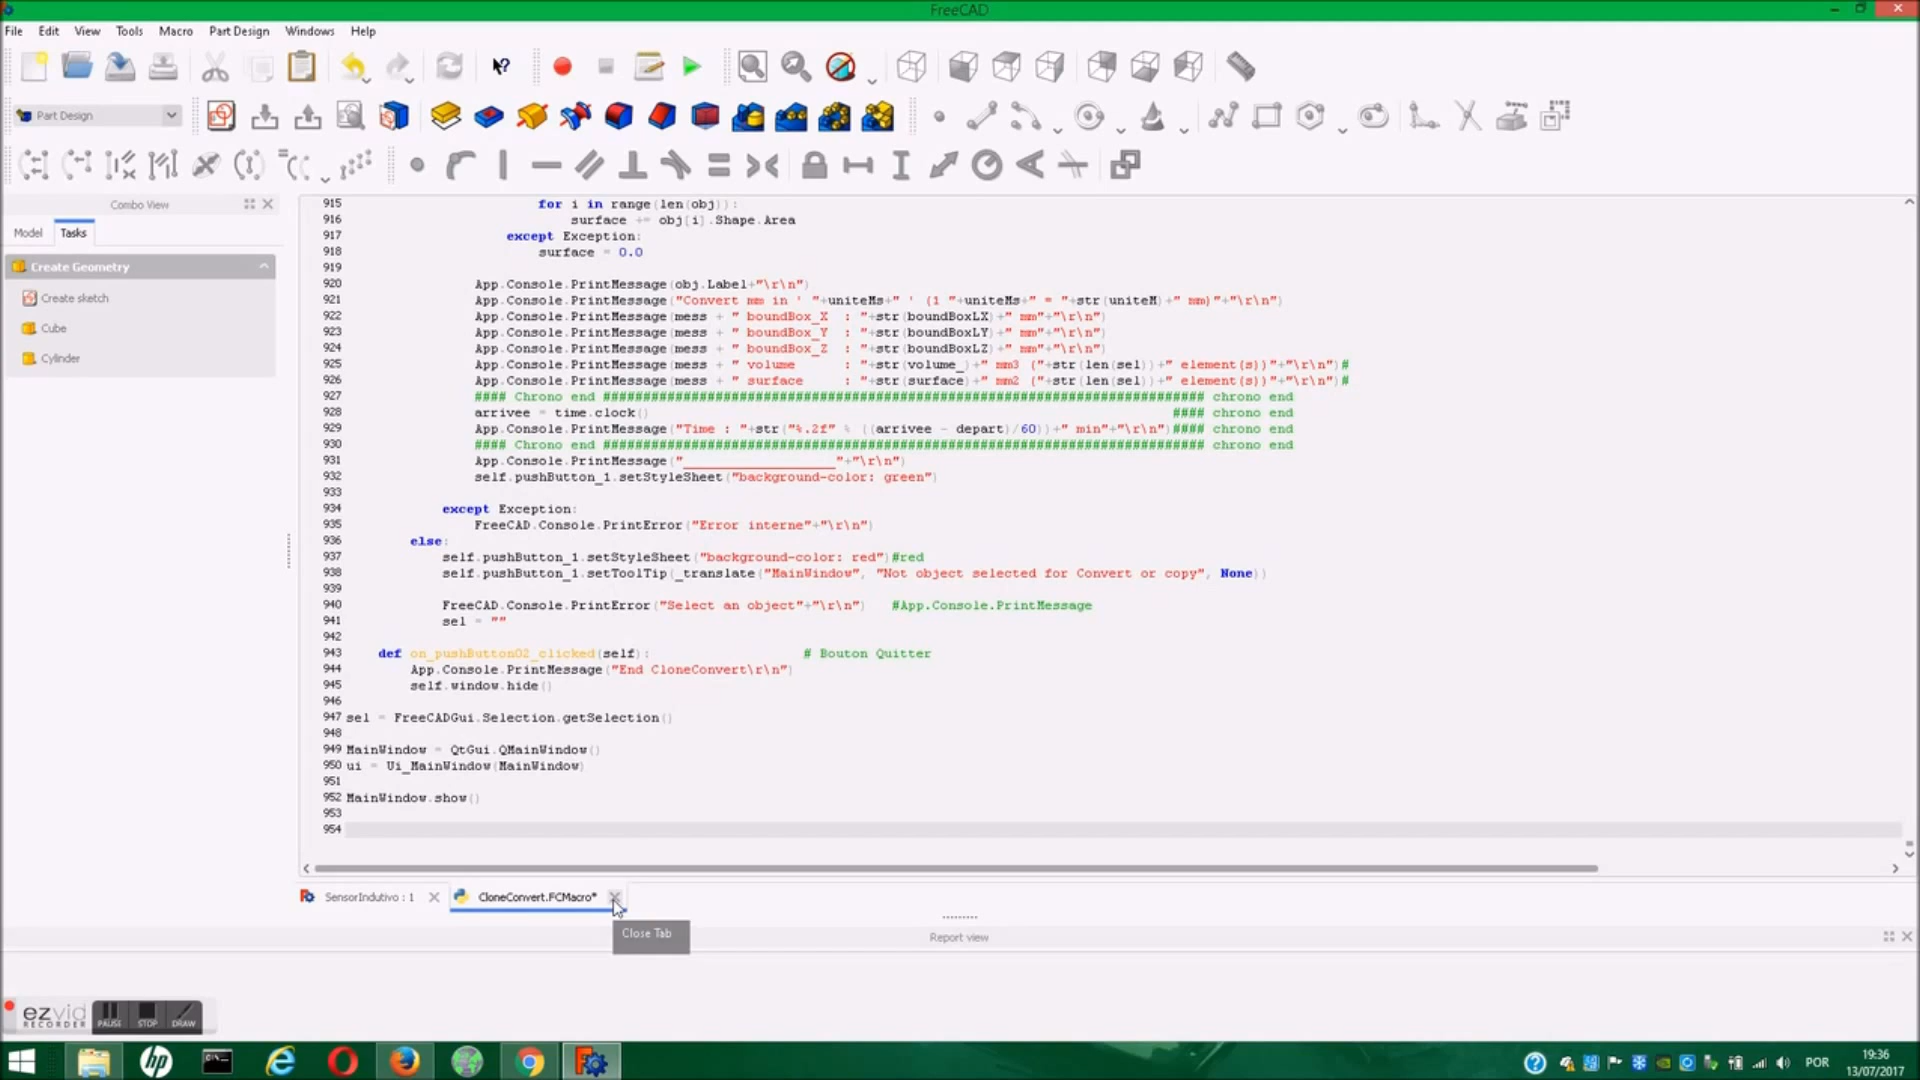 FreeCAD
File Edit View Tools Macro Part Design Windows Help
Part Design
Combo View
Model Tasks
Create Geometry
Create sketch
Cube
Cylinder
915 for i in range(len(obj)):
916 surface += obj[i].Shape.Area
917 except Exception:
918 surface = 0.0
919
920 App.Console.PrintMessage(obj.Label+"\r\n")
921 App.Console.PrintMessage("Convert mm in ' "+uniteMs+" ' (1 "+uniteMs+" = "+str(uniteM)+" mm)"+"\r\n")
922 App.Console.PrintMessage(mess + " boundBox_X : "+str(boundBoxLX)+" mm"+"\r\n")
923 App.Console.PrintMessage(mess + " boundBox_Y : "+str(boundBoxLY)+" mm"+"\r\n")
924 App.Console.PrintMessage(mess + " boundBox_Z : "+str(boundBoxLZ)+" mm"+"\r\n")
925 App.Console.PrintMessage(mess + " volume : "+str(volume_)+" mm3 ("+str(len(sel))+" element(s))"+"\r\n")#
926 App.Console.PrintMessage(mess + " surface : "+str(surface)+" mm2 ("+str(len(sel))+" element(s))"+"\r\n")#
927 #### Chrono end ########################################################################### chrono end
928 arrivee = time.clock() #### chrono end
929 App.Console.PrintMessage("Time : "+str("%.2f" % ((arrivee - depart)/60))+" min"+"\r\n")#### chrono end
930 #### Chrono end ########################################################################### chrono end
931 App.Console.PrintMessage("___________________"+"\r\n")
932 self.pushButton_1.setStyleSheet("background-color: green")
933
934 except Exception:
935 FreeCAD.Console.PrintError("Error interne"+"\r\n")
936 else:
937 self.pushButton_1.setStyleSheet("background-color: red")#red
938 self.pushButton_1.setToolTip(_translate("MainWindow", "Not object selected for Convert or copy", None))
939
940 FreeCAD.Console.PrintError("Select an object"+"\r\n") #App.Console.PrintMessage
941 sel = ""
942
943 def on_pushButton02_clicked(self): # Bouton Quitter
944 App.Console.PrintMessage("End CloneConvert\r\n")
945 self.window.hide()
946
947 sel = FreeCADGui.Selection.getSelection()
948
949 MainWindow = QtGui.QMainWindow()
950 ui = Ui_MainWindow(MainWindow)
951
952 MainWindow.show()
953
954
SensorIndutivo : 1 CloneConvert.FCMacro*
Close Tab
Report view
ezvid
RECORDER
PAUSE STOP DRAW
hp
POR
19:36
13/07/2017